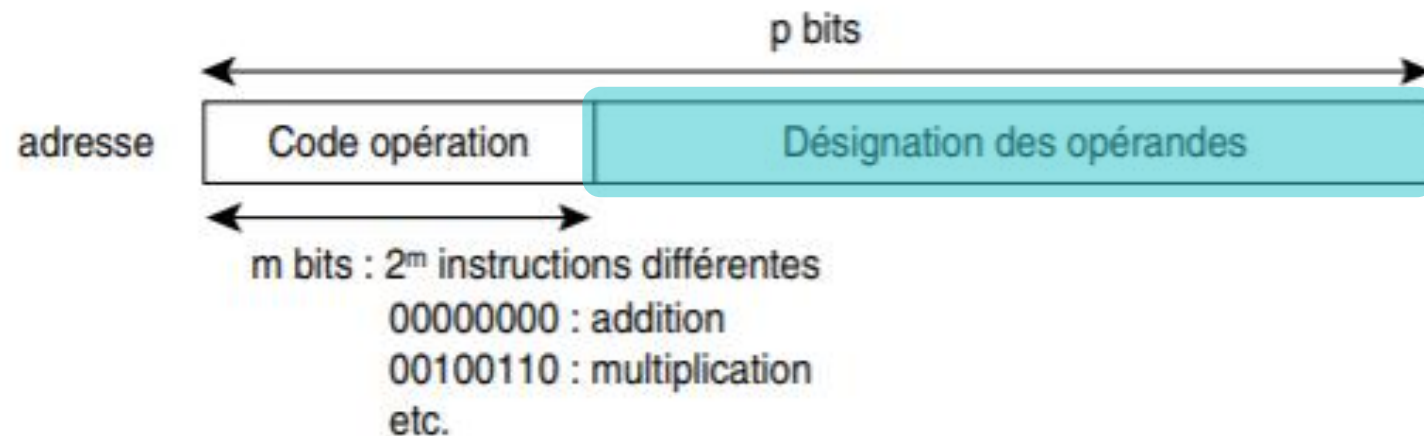 p bits
adresse Code opération Désignation des opérandes
m bits : 2ᵐ instructions différentes
00000000 : addition
00100110 : multiplication
etc.